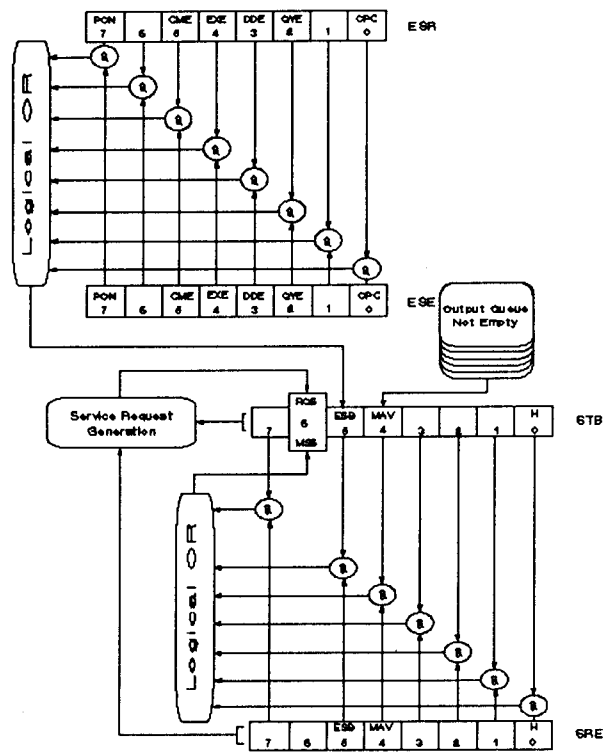 PON CME EXE DDE QYE OPC
7 6 5 4 3 2 1 0
ESR
Logical OR
&
&
&
&
&
&
&
&
PON CME EXE DDE QYE OPC
7 6 5 4 3 2 1 0
ESE
Output Queue
Not Empty
Service Request
Generation
RQS
6
MSS
ESB MAV H
7 5 4 3 2 1 0
STB
Logical OR
&
&
&
&
&
&
&
ESB MAV H
7 6 5 4 3 2 1 0
SRE